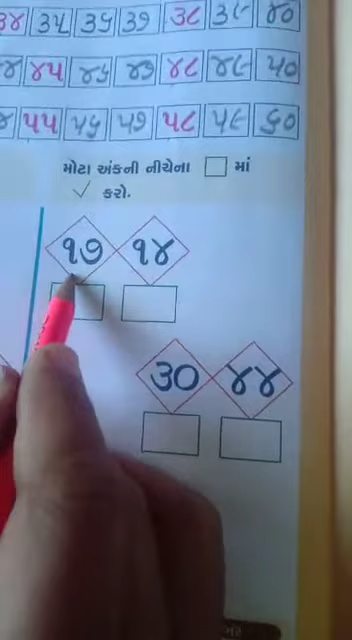 ૩૪ ૩૫ ૩૬ ૩૭ ૩૮ ૩૯ ૪૦
૪૫ ૪૬ ૪૭ ૪૮ ૪૯ ૫૦
૫૫ ૫૬ ૫૭ ૫૮ ૫૯ ૬૦
મોટા અંકની નીચેના માં
✓ કરો.
૧૭ ૧૪
૩૦ ૪૪